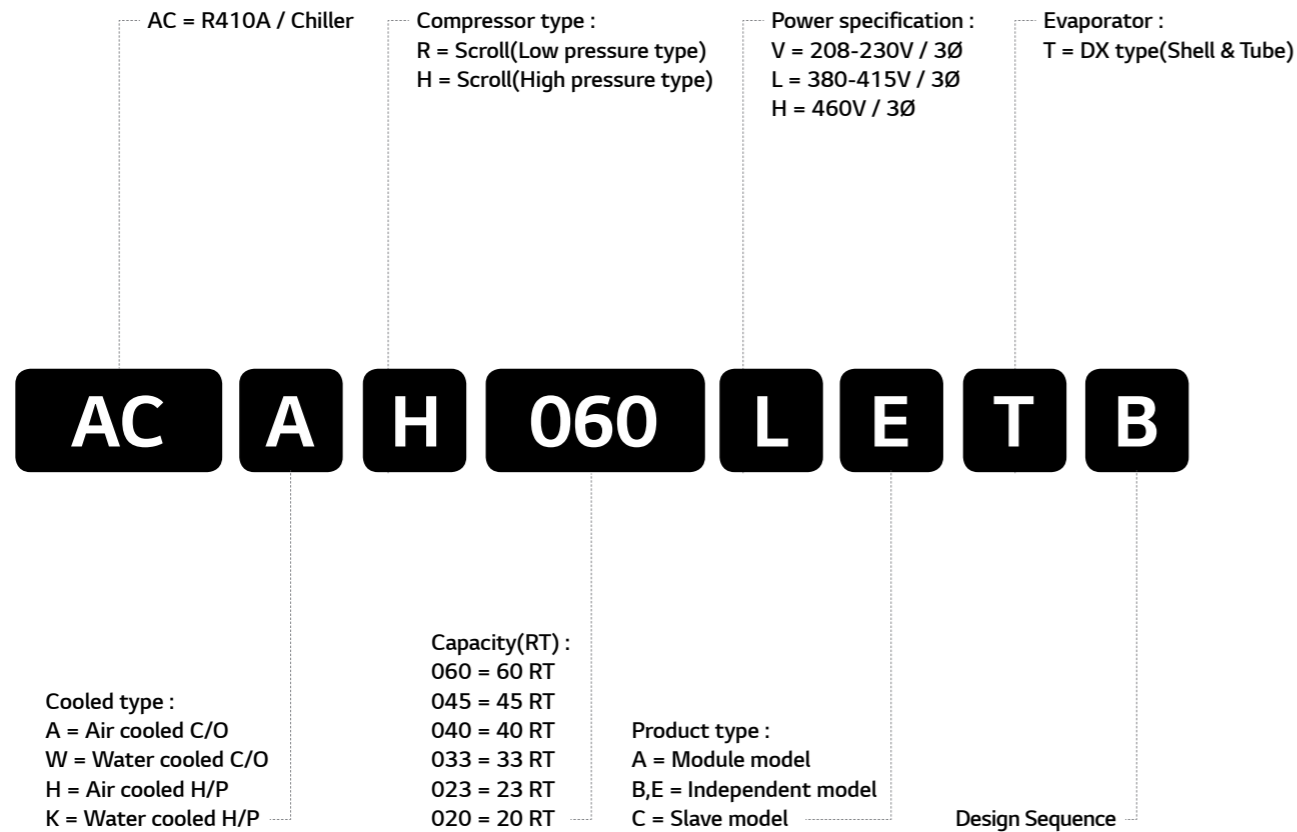 AC = R410A / Chiller
Compressor type :
R = Scroll(Low pressure type)
H = Scroll(High pressure type)
Power specification :
V = 208-230V / 3Ø
L = 380-415V / 3Ø
H = 460V / 3Ø
Evaporator :
T = DX type(Shell & Tube)
AC A H 060 L E T B
Cooled type :
A = Air cooled C/O
W = Water cooled C/O
H = Air cooled H/P
K = Water cooled H/P
Capacity(RT) :
060 = 60 RT
045 = 45 RT
040 = 40 RT
033 = 33 RT
023 = 23 RT
020 = 20 RT
Product type :
A = Module model
B,E = Independent model
C = Slave model
Design Sequence